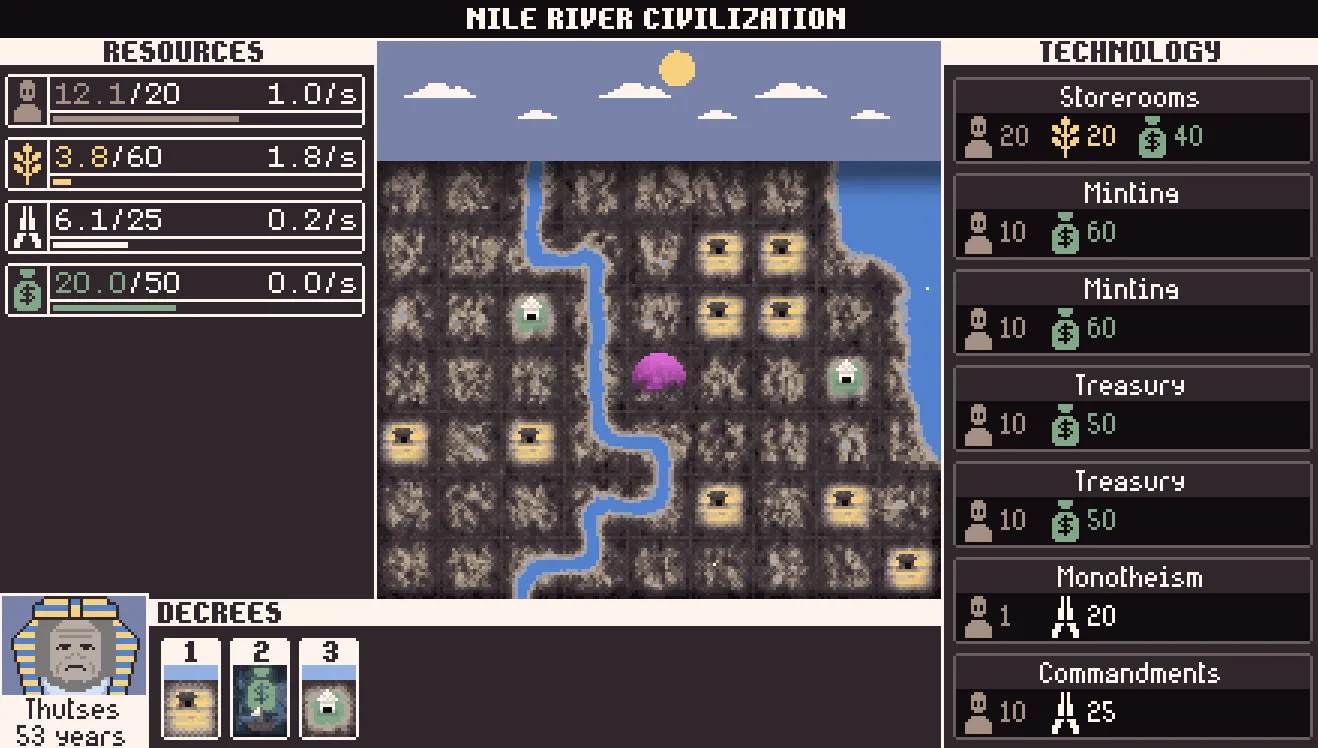 NILE RIVER CIVILIZATION
RESOURCES
12.1/20 1.0/s
3.8/60 1.8/s
6.1/25 0.2/s
$ 20.0/50 0.0/s
TECHNOLOGY
Storerooms
20 20 $ 40
Minting
10 $ 60
Minting
10 $ 60
Treasury
10 $ 50
Treasury
10 $ 50
Monotheism
1 20
Commandments
10 25
DECREES
1 2 3
$
Thutses
53 years